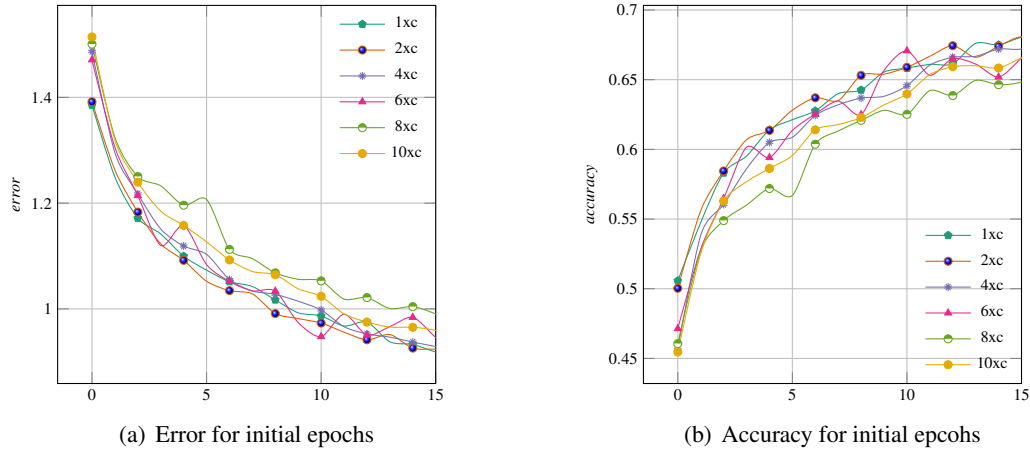 1xc
2xc
4xc
6xc
8xc
10xc
1.4
1.2
1
error
0
5
10
15
(a) Error for initial epochs
0.7
0.65
0.6
0.55
0.5
0.45
accuracy
1xc
2xc
4xc
6xc
8xc
10xc
0
5
10
15
(b) Accuracy for initial epcohs